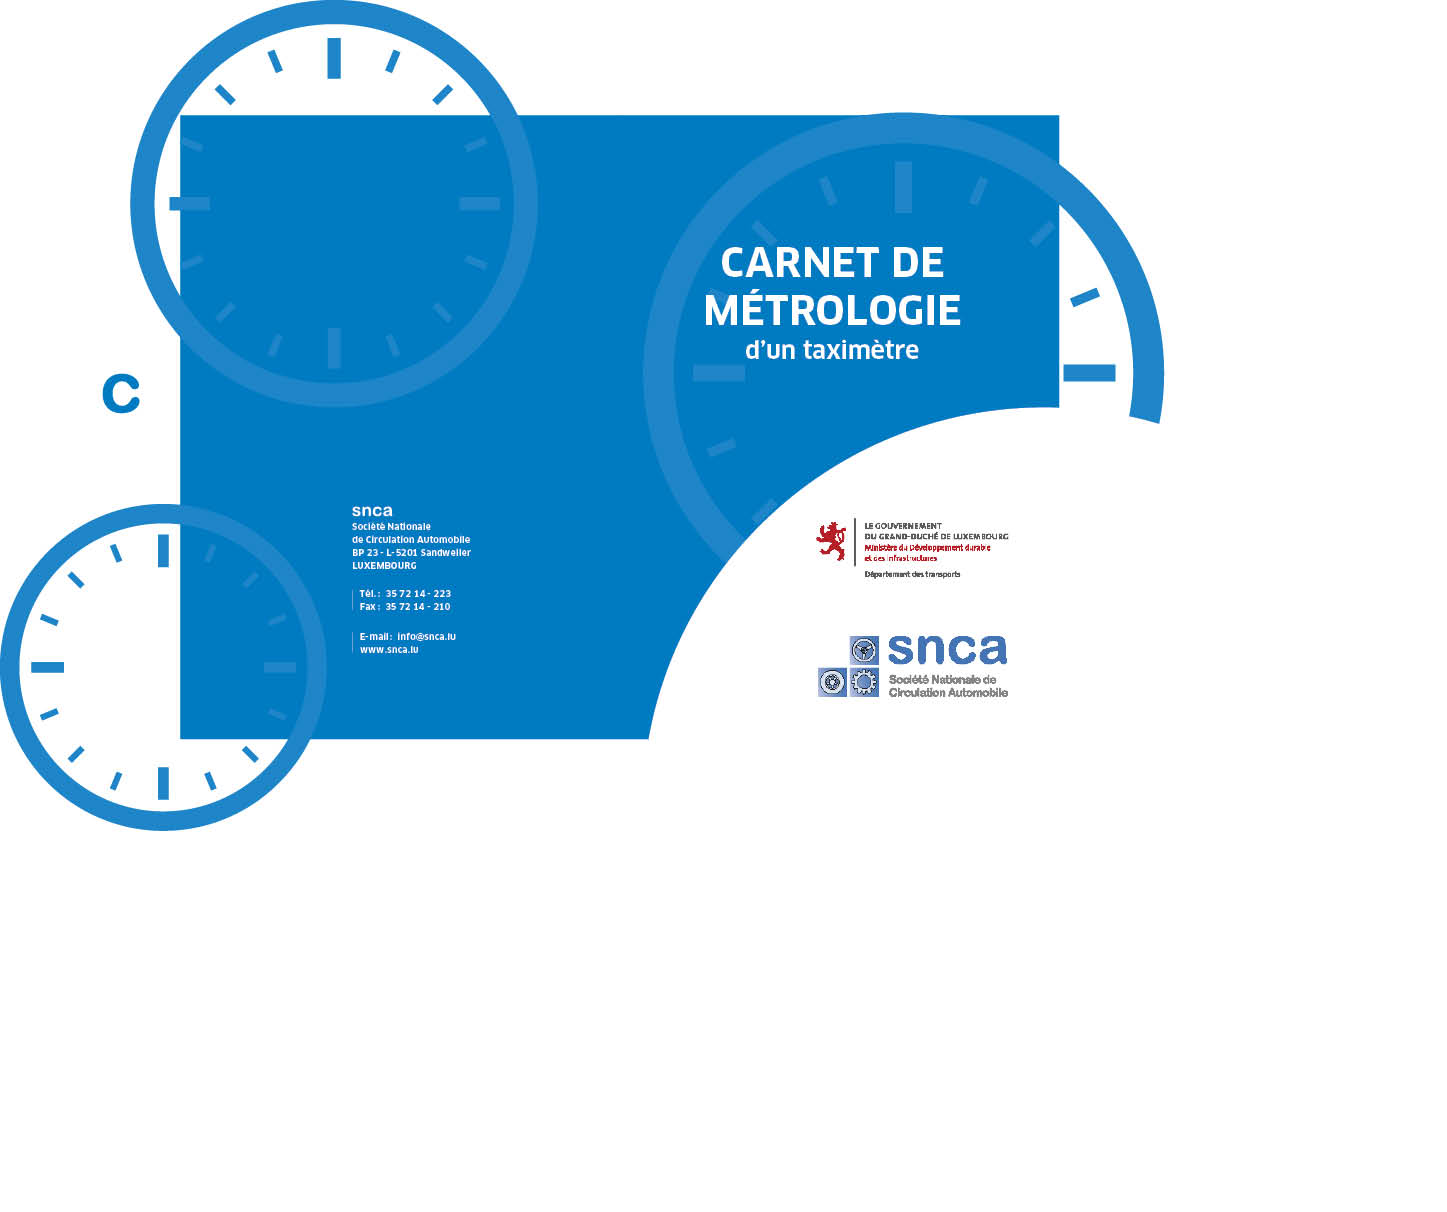 C
snca
Société Nationale
de Circulation Automobile
BP 23 - L-5201 Sandweiler
LUXEMBOURG
Tél. : 35 72 14 - 223
Fax : 35 72 14 - 210
E-mail : info@snca.lu
www.snca.lu
CARNET DE
MÉTROLOGIE
d'un taximètre
LE GOUVERNEMENT
DU GRAND-DUCHÉ DE LUXEMBOURG
Ministère du Développement durable
et des Infrastructures
Département des transports
snca
Société Nationale de
Circulation Automobile